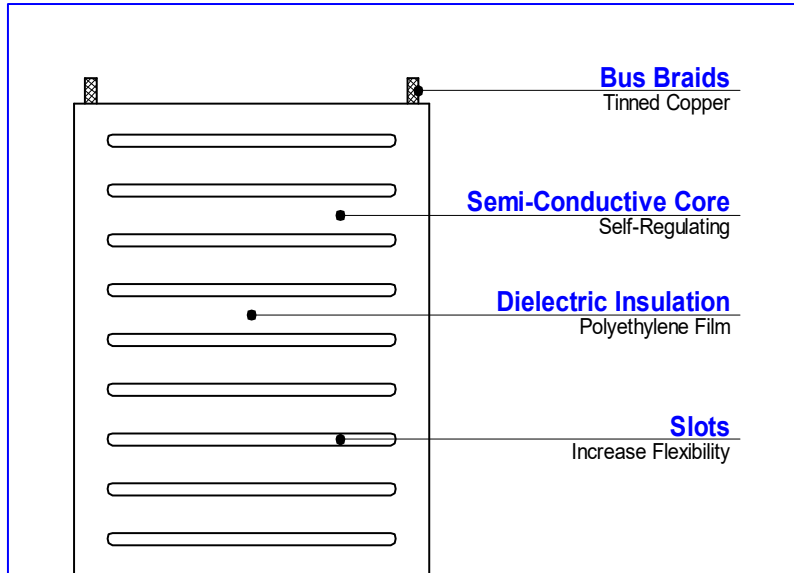 Bus Braids
Tinned Copper
Semi-Conductive Core
Self-Regulating
Dielectric Insulation
Polyethylene Film
Slots
Increase Flexibility